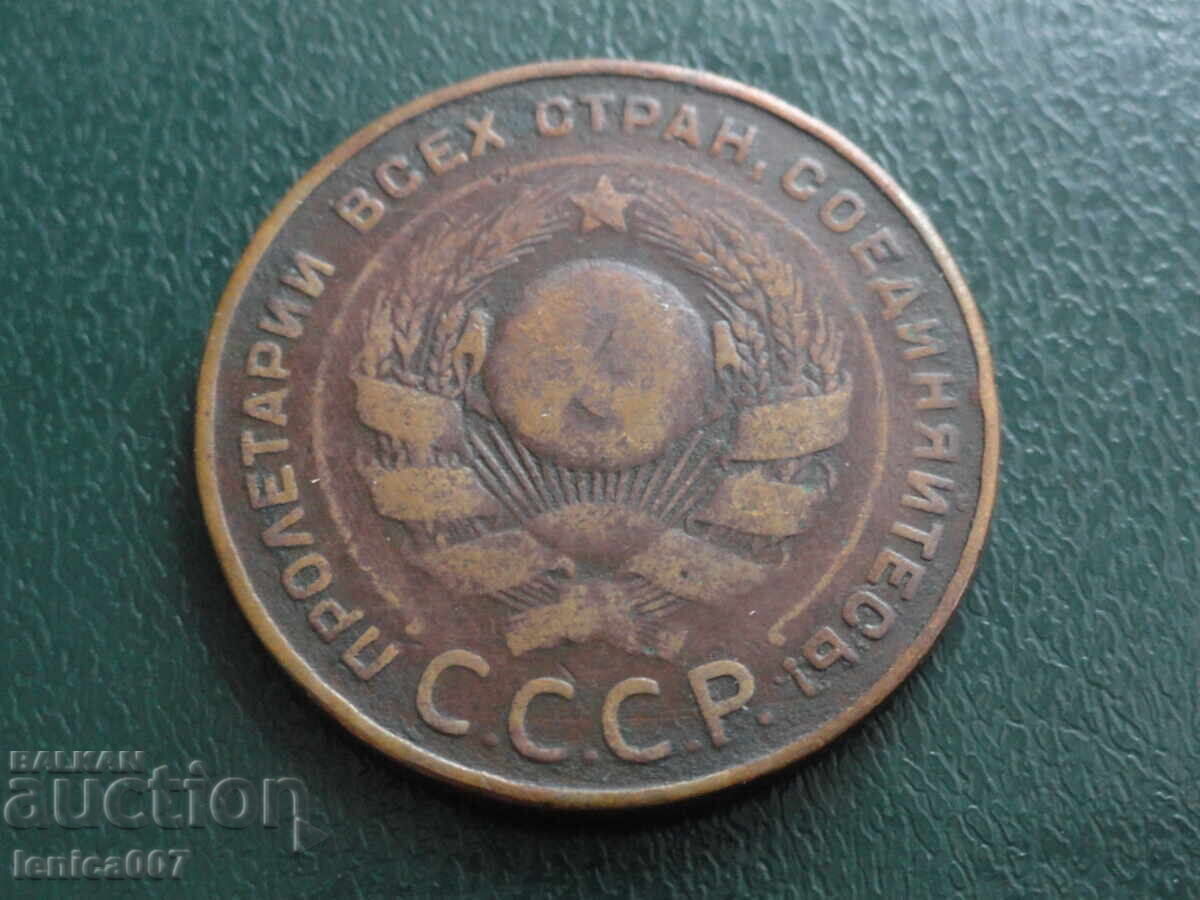 ПРОЛЕТАРИИ ВСЕХ СТРАН, СОЕДИНЯЙТЕСЬ!
С.С.С.Р.
BALKAN
auction
lenica007